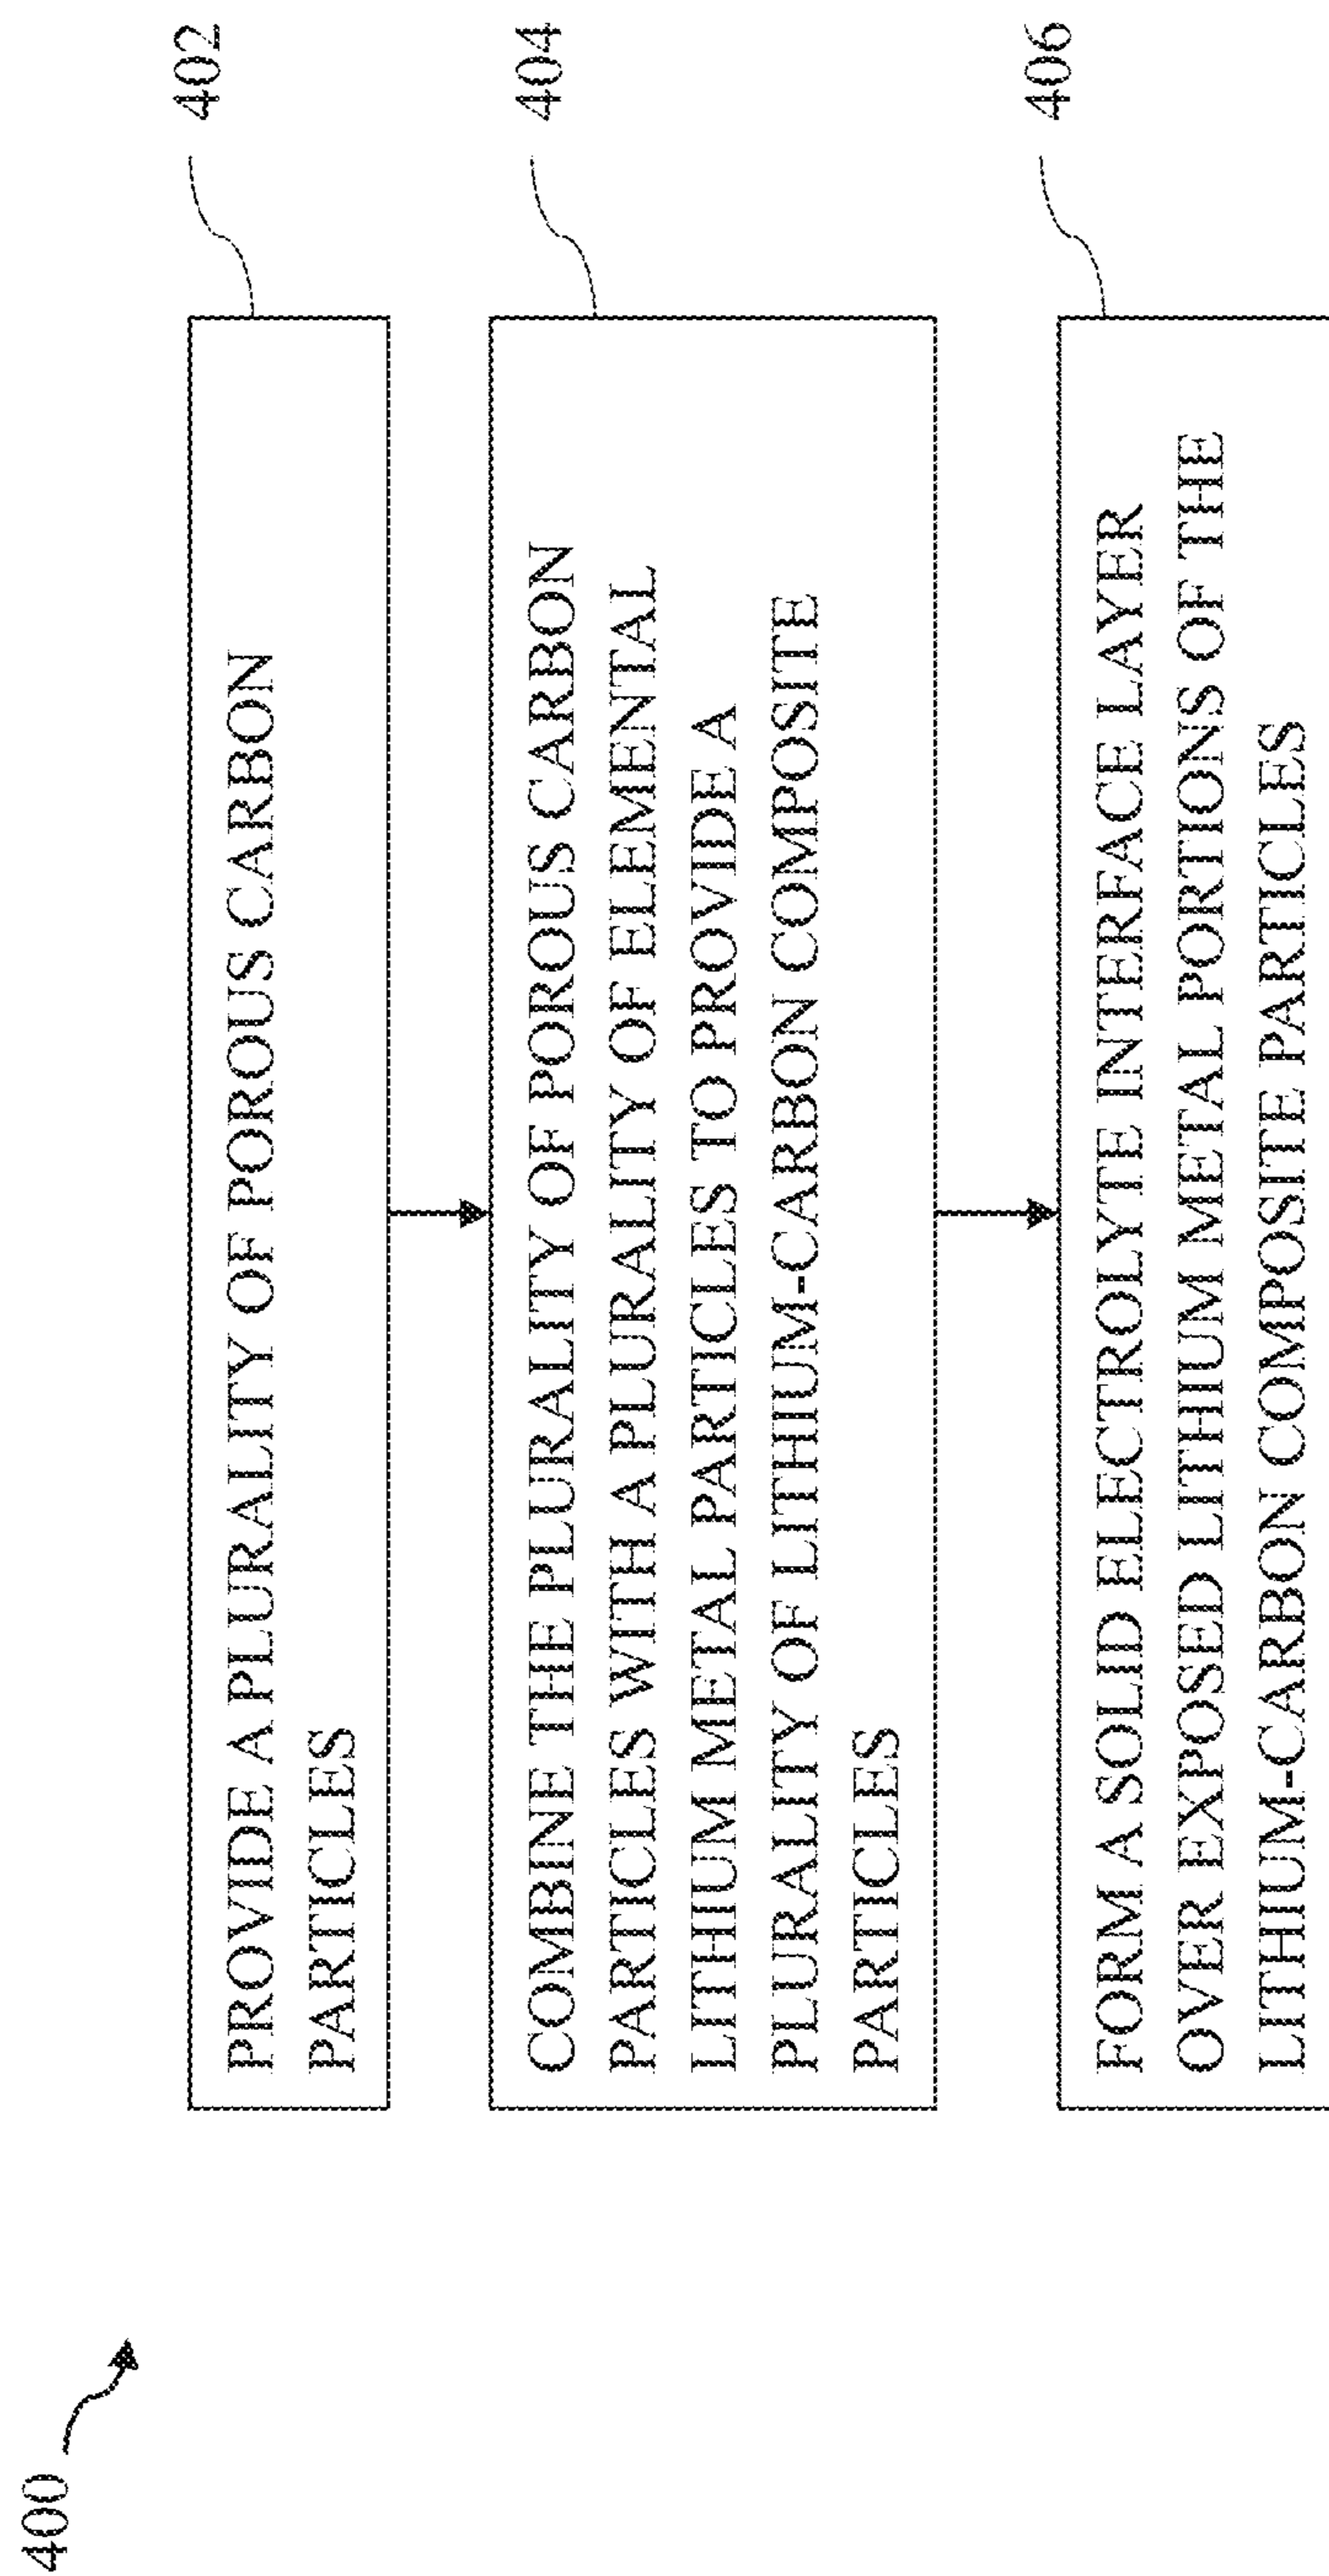 400
402
PROVIDE A PLURALITY OF POROUS CARBON
PARTICLES
404
COMBINE THE PLURALITY OF POROUS CARBON
PARTICLES WITH A PLURALITY OF ELEMENTAL
LITHIUM METAL PARTICLES TO PROVIDE A
PLURALITY OF LITHIUM-CARBON COMPOSITE
PARTICLES
406
FORM A SOLID ELECTROLYTE INTERFACE LAYER
OVER EXPOSED LITHIUM METAL PORTIONS OF THE
LITHIUM-CARBON COMPOSITE PARTICLES